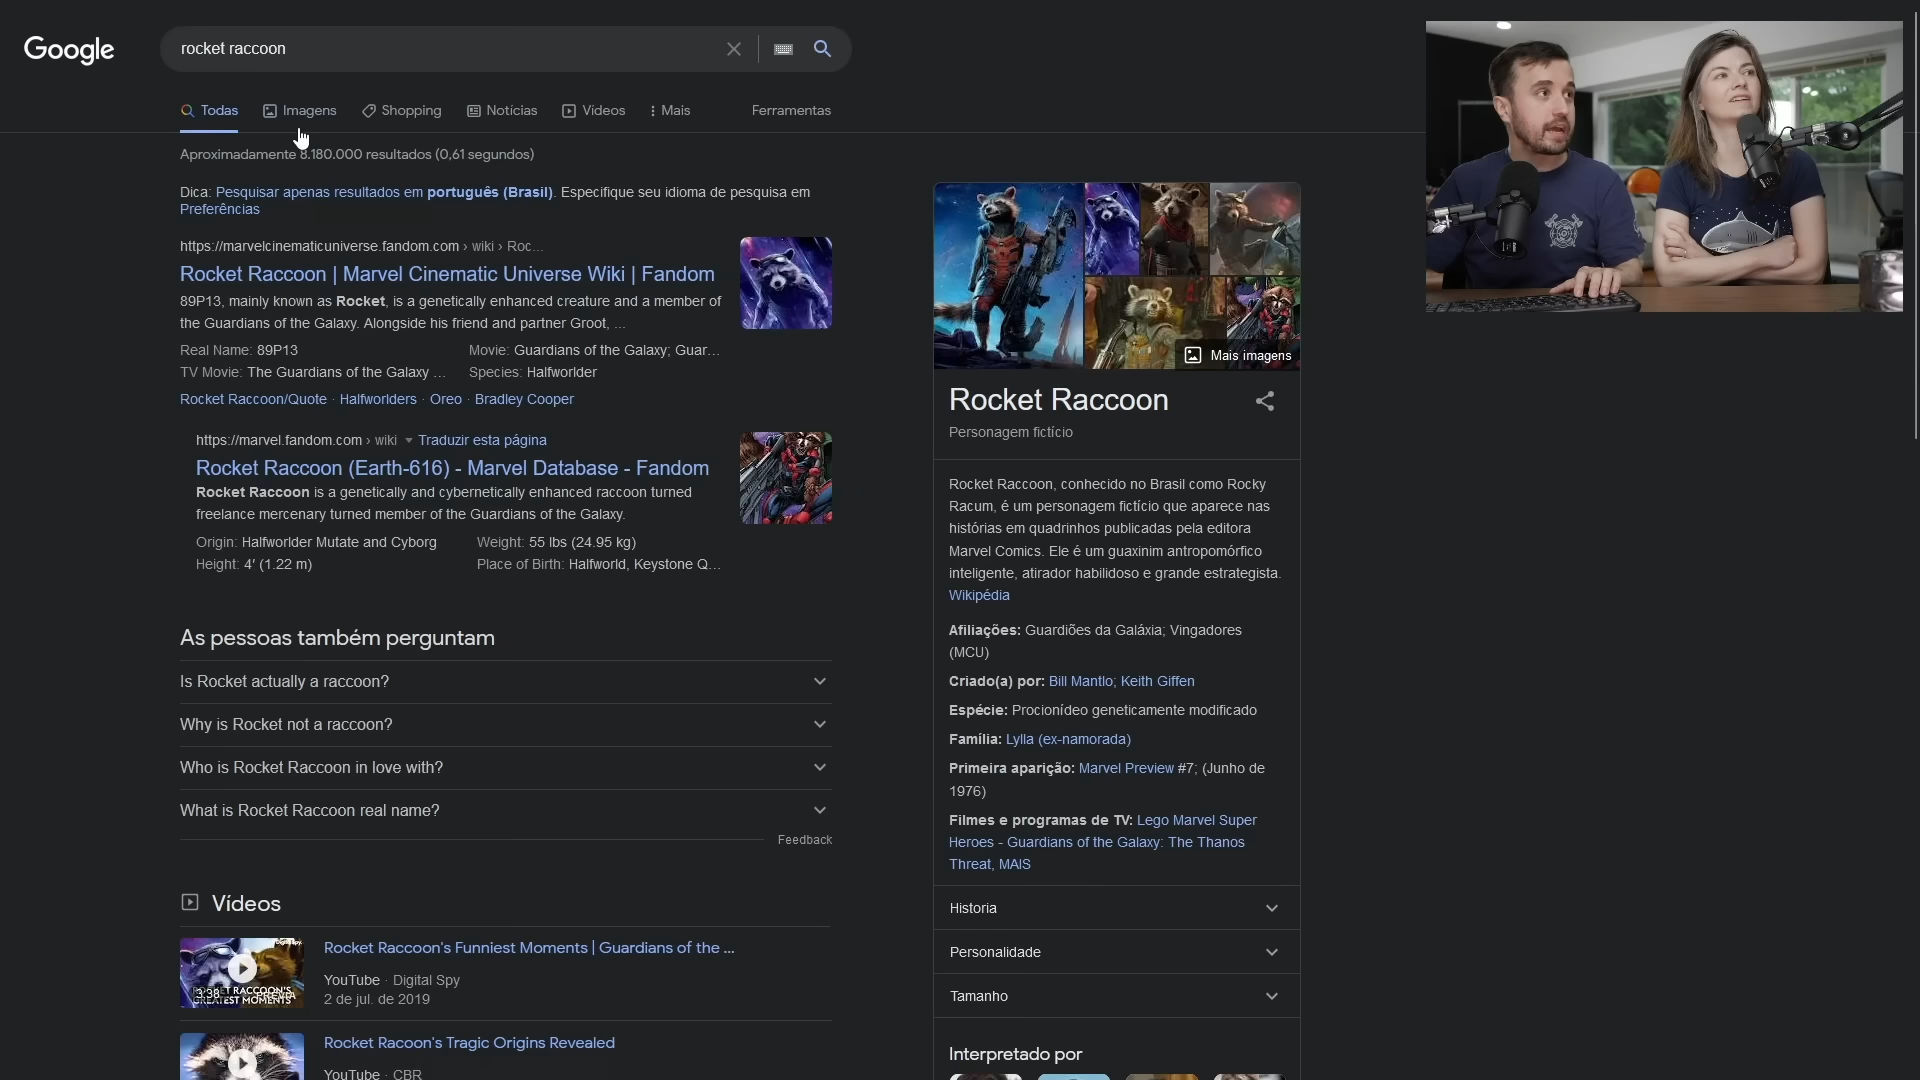 Google
rocket raccoon
Todas
Imagens
Shopping
Notícias
Vídeos
Mais
Ferramentas
Aproximadamente 8.180.000 resultados (0,61 segundos)
Dica: Pesquisar apenas resultados em português (Brasil). Especifique seu idioma de pesquisa em
Preferências
https://marvelcinematicuniverse.fandom.com › wiki › Roc...
Rocket Raccoon | Marvel Cinematic Universe Wiki | Fandom
89P13, mainly known as Rocket, is a genetically enhanced creature and a member of
the Guardians of the Galaxy. Alongside his friend and partner Groot, ...
Real Name: 89P13
Movie: Guardians of the Galaxy; Guar...
TV Movie: The Guardians of the Galaxy ...
Species: Halfworlder
Rocket Raccoon/Quote · Halfworlders · Oreo · Bradley Cooper
https://marvel.fandom.com › wiki
Traduzir esta página
Rocket Raccoon (Earth-616) - Marvel Database - Fandom
Rocket Raccoon is a genetically and cybernetically enhanced raccoon turned
freelance mercenary turned member of the Guardians of the Galaxy.
Origin: Halfworlder Mutate and Cyborg
Weight: 55 lbs (24.95 kg)
Height: 4′ (1.22 m)
Place of Birth: Halfworld, Keystone Q...
As pessoas também perguntam
Is Rocket actually a raccoon?
Why is Rocket not a raccoon?
Who is Rocket Raccoon in love with?
What is Rocket Raccoon real name?
Feedback
Vídeos
3:38
PRÉVIA
ROCKET RACCOON'S
GREATEST MOMENTS
Rocket Raccoon's Funniest Moments | Guardians of the ...
YouTube · Digital Spy
2 de jul. de 2019
Rocket Racoon's Tragic Origins Revealed
YouTube · CBR
Mais imagens
Rocket Raccoon
Personagem fictício
Rocket Raccoon, conhecido no Brasil como Rocky
Racum, é um personagem fictício que aparece nas
histórias em quadrinhos publicadas pela editora
Marvel Comics. Ele é um guaxinim antropomórfico
inteligente, atirador habilidoso e grande estrategista.
Wikipédia
Afiliações: Guardiões da Galáxia; Vingadores
(MCU)
Criado(a) por: Bill Mantlo; Keith Giffen
Espécie: Procionídeo geneticamente modificado
Família: Lylla (ex-namorada)
Primeira aparição: Marvel Preview #7; (Junho de
1976)
Filmes e programas de TV: Lego Marvel Super
Heroes - Guardians of the Galaxy: The Thanos
Threat, MAIS
Historia
Personalidade
Tamanho
Interpretado por